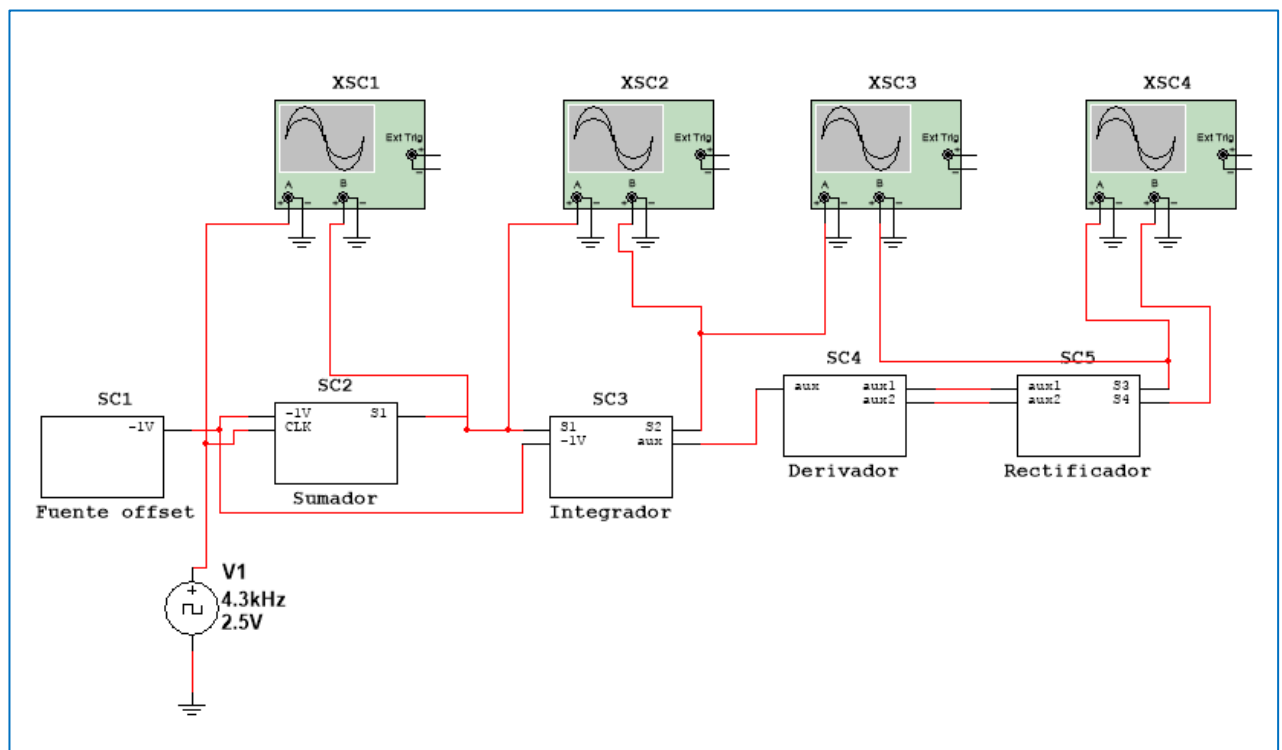 XSC1
XSC2
XSC3
XSC4
Ext Trig
+
-
A
B
+
-
+
-
Ext Trig
+
-
A
B
+
-
+
-
Ext Trig
+
-
A
B
+
-
+
-
Ext Trig
+
-
A
B
+
-
+
-
SC1
-1V
Fuente offset
SC2
-1V S1
CLK
Sumador
SC3
S1 S2
-1V aux
Integrador
SC4
aux aux1
aux2
Derivador
SC5
aux1 S3
aux2 S4
Rectificador
V1
+
4.3kHz
2.5V